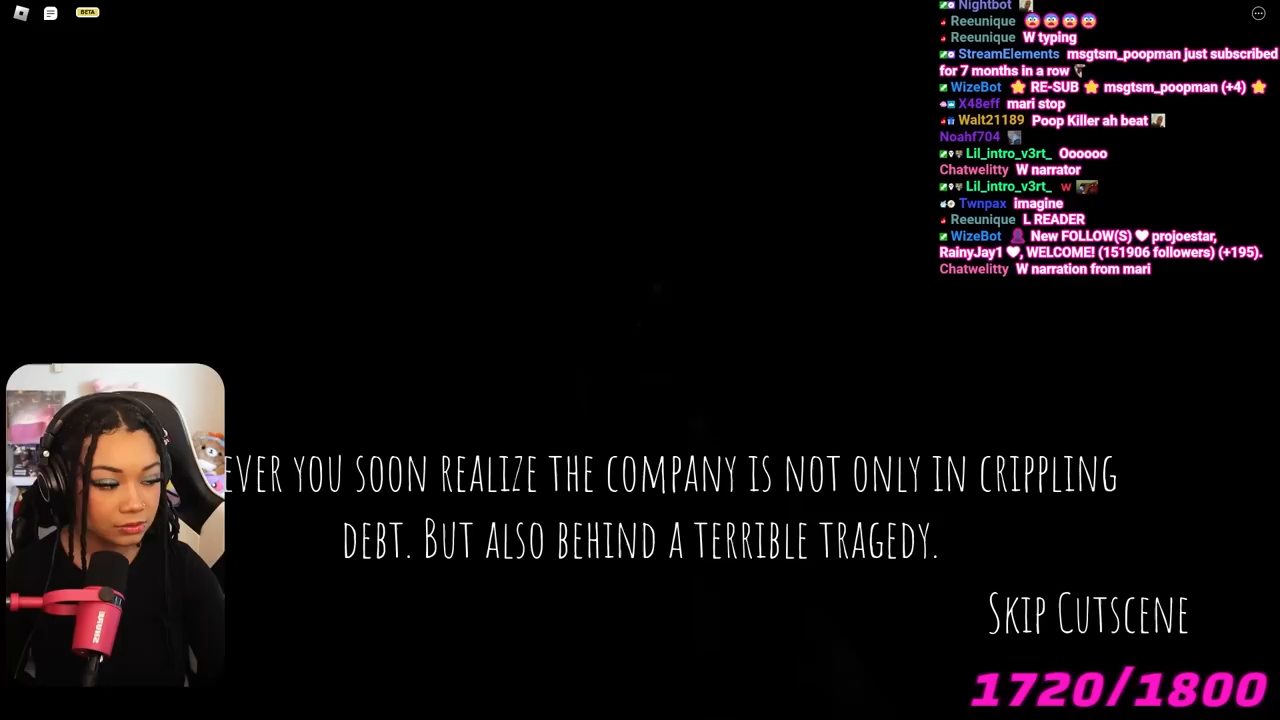 BETA
Nightbot
Reeunique
Reeunique W typing
StreamElements msgtsm_poopman just subscribed
for 7 months in a row
WizeBot RE-SUB msgtsm_poopman (+4)
X48eff mari stop
Walt21189 Poop Killer ah beat
Noahf704
Lil_intro_v3rt_ Oooooo
Chatwelitty W narrator
Lil_intro_v3rt_ w
Twnpax imagine
Reeunique L READER
WizeBot New FOLLOW(S) projoestar,
RainyJay1, WELCOME! (151906 followers) (+195).
Chatwelitty W narration from mari
EVER YOU SOON REALIZE THE COMPANY IS NOT ONLY IN CRIPPLING
DEBT. BUT ALSO BEHIND A TERRIBLE TRAGEDY.
SKIP CUTSCENE
SHURE
1720/1800